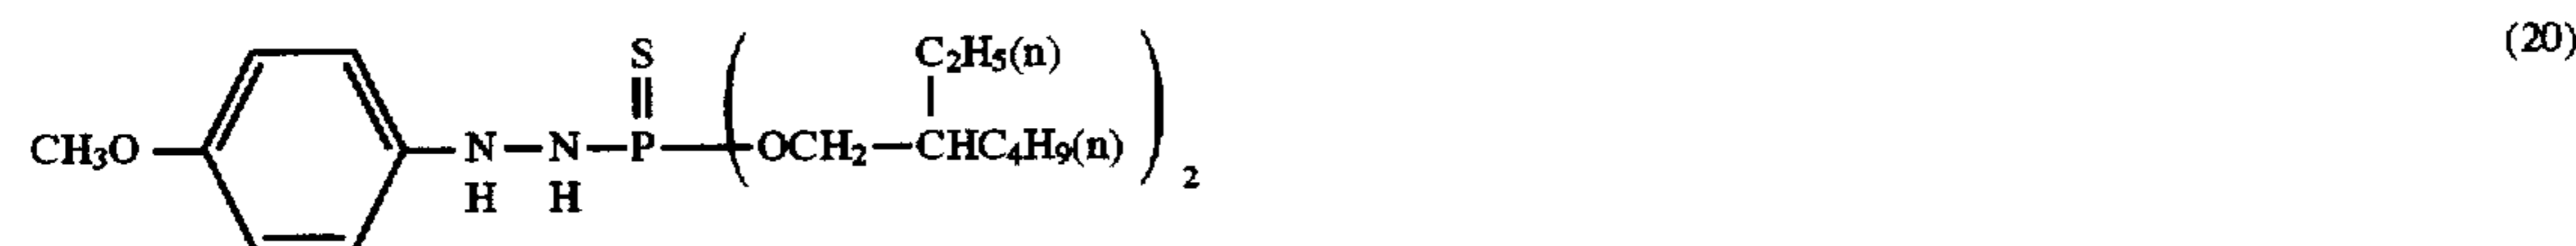 (20)
S
C₂H₅(n)
CH₃O N N P OCH₂ CHC₄H₉(n)
H H
2